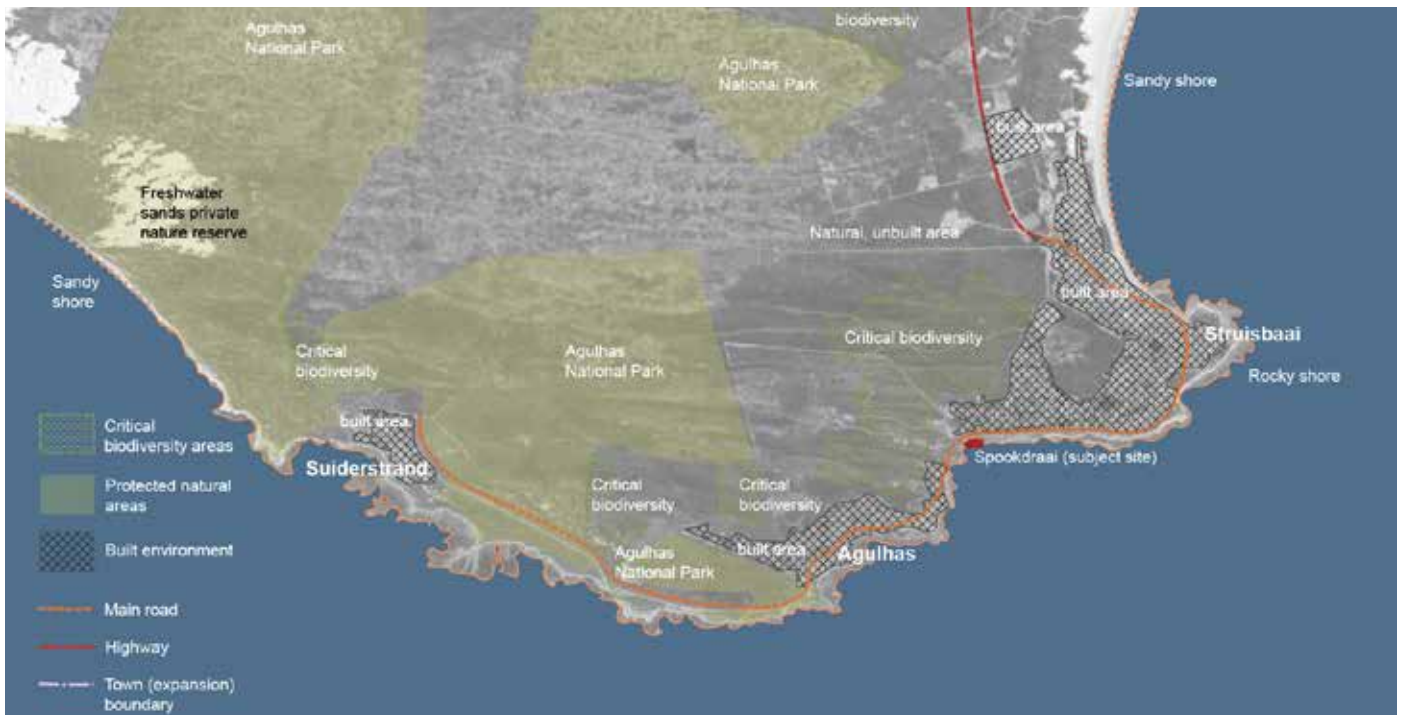 biodiversity
Agulhas
National Park
Agulhas
National Park
Sandy shore
built area
Freshwater
sands private
nature reserve
Natural, unbuilt area
Sandy
shore
built area
Struisbaai
Critical biodiversity
Critical
biodiversity
Agulhas
National Park
Rocky shore
built area
Critical
biodiversity areas
Spookdraai (subject site)
Suiderstrand
Protected natural
areas
Critical
biodiversity
Critical
biodiversity
Built environment
built area
Agulhas
Agulhas
National Park
Main road
Highway
Town (expansion)
boundary